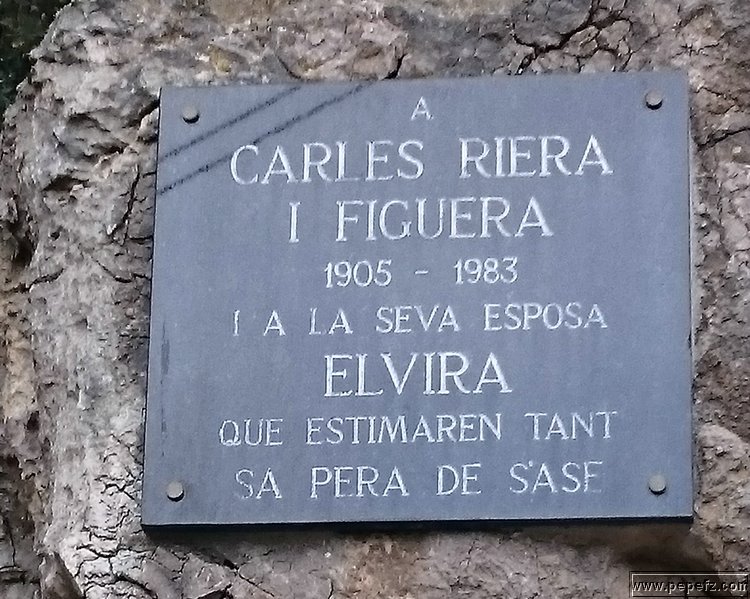 A
CARLES RIERA
I FIGUERA
1905 - 1983
I A LA SEVA ESPOSA
ELVIRA
QUE ESTIMAREN TANT
SA PERA DE S'ASE
www.pepefz.com